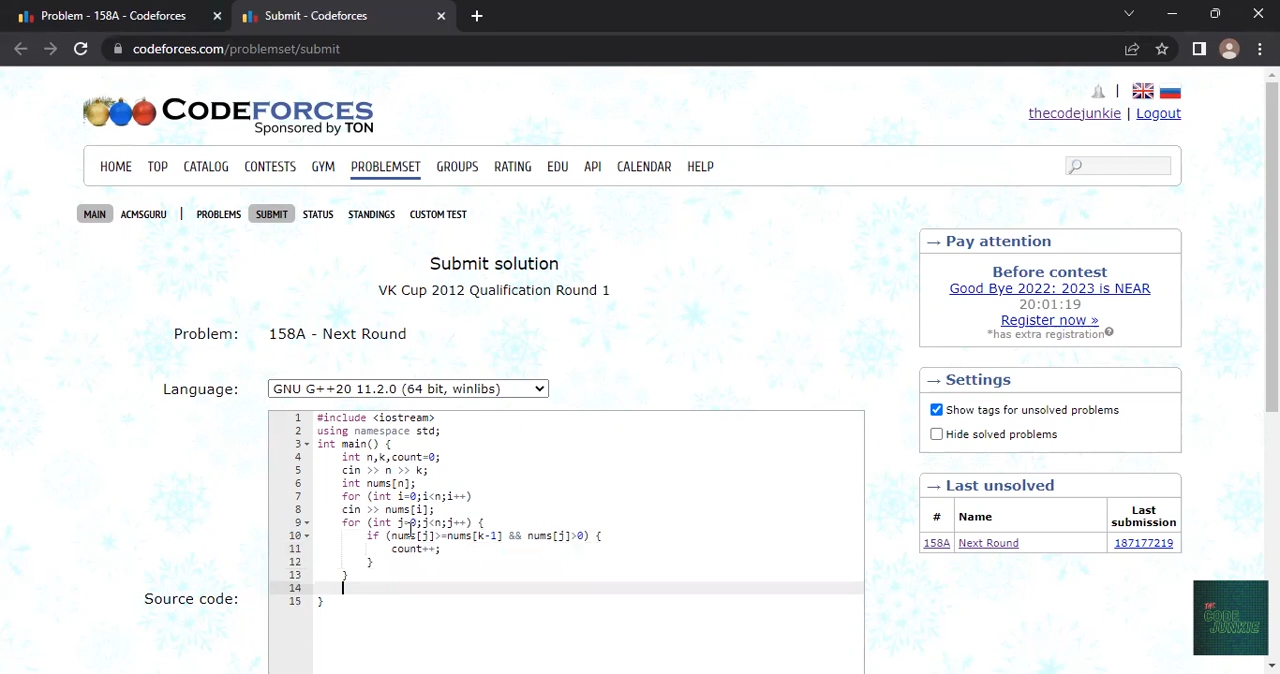 Problem - 158A - Codeforces
Submit - Codeforces
codeforces.com/problemset/submit
CODEFORCES
Sponsored by TON
thecodejunkie | Logout
HOME TOP CATALOG CONTESTS GYM PROBLEMSET GROUPS RATING EDU API CALENDAR HELP
MAIN ACMSGURU | PROBLEMS SUBMIT STATUS STANDINGS CUSTOM TEST
Submit solution
VK Cup 2012 Qualification Round 1
Problem: 158A - Next Round
Language: GNU G++20 11.2.0 (64 bit, winlibs)
Source code:
1 #include <iostream>
2 using namespace std;
3 int main() {
4 int n,k,count=0;
5 cin >> n >> k;
6 int nums[n];
7 for (int i=0;i<n;i++)
8 cin >> nums[i];
9 for (int j=0;j<n;j++) {
10 if (nums[j]>=nums[k-1] && nums[j]>0) {
11 count++;
12 }
13 }
14
15 }
→ Pay attention
Before contest
Good Bye 2022: 2023 is NEAR
20:01:19
Register now »
*has extra registration
→ Settings
Show tags for unsolved problems
Hide solved problems
→ Last unsolved
# Name Last submission
158A Next Round 187177219
THE
CODE
JUNKIE